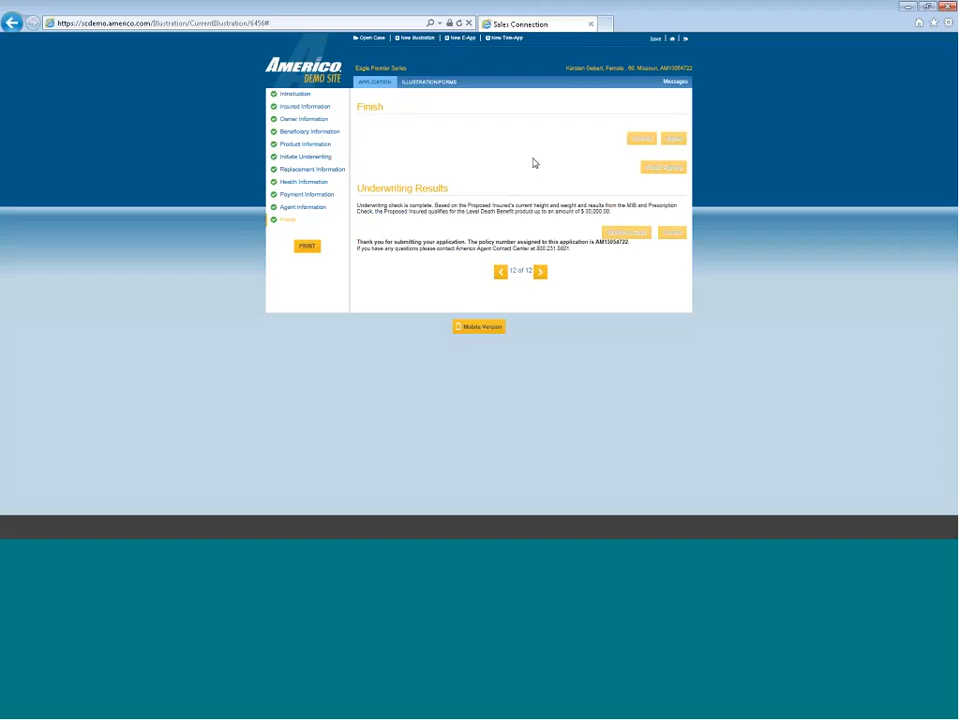 https://scdemo.americo.com/Illustration/CurrentIllustration/6456#
Sales Connection
Open Case | New Illustration | New E-App | New Tele-App
Save
AMERICO
DEMO SITE
Eagle Premier Series
Karsten Gebert, Female, 60, Missouri, AM13054722
APPLICATION
ILLUSTRATION/FORMS
Messages
Introduction
Insured Information
Owner Information
Beneficiary Information
Product Information
Initiate Underwriting
Replacement Information
Health Information
Payment Information
Agent Information
Finish
PRINT
Finish
Underwriting Results
Underwriting check is complete. Based on the Proposed Insured's current height and weight and results from the MIB and Prescription
Check, the Proposed Insured qualifies for the Level Death Benefit product up to an amount of $ 30,000.00.
Thank you for submitting your application. The policy number assigned to this application is AM13054722.
If you have any questions please contact Americo Agent Contact Center at 800.231.0801.
12 of 12
Mobile Version